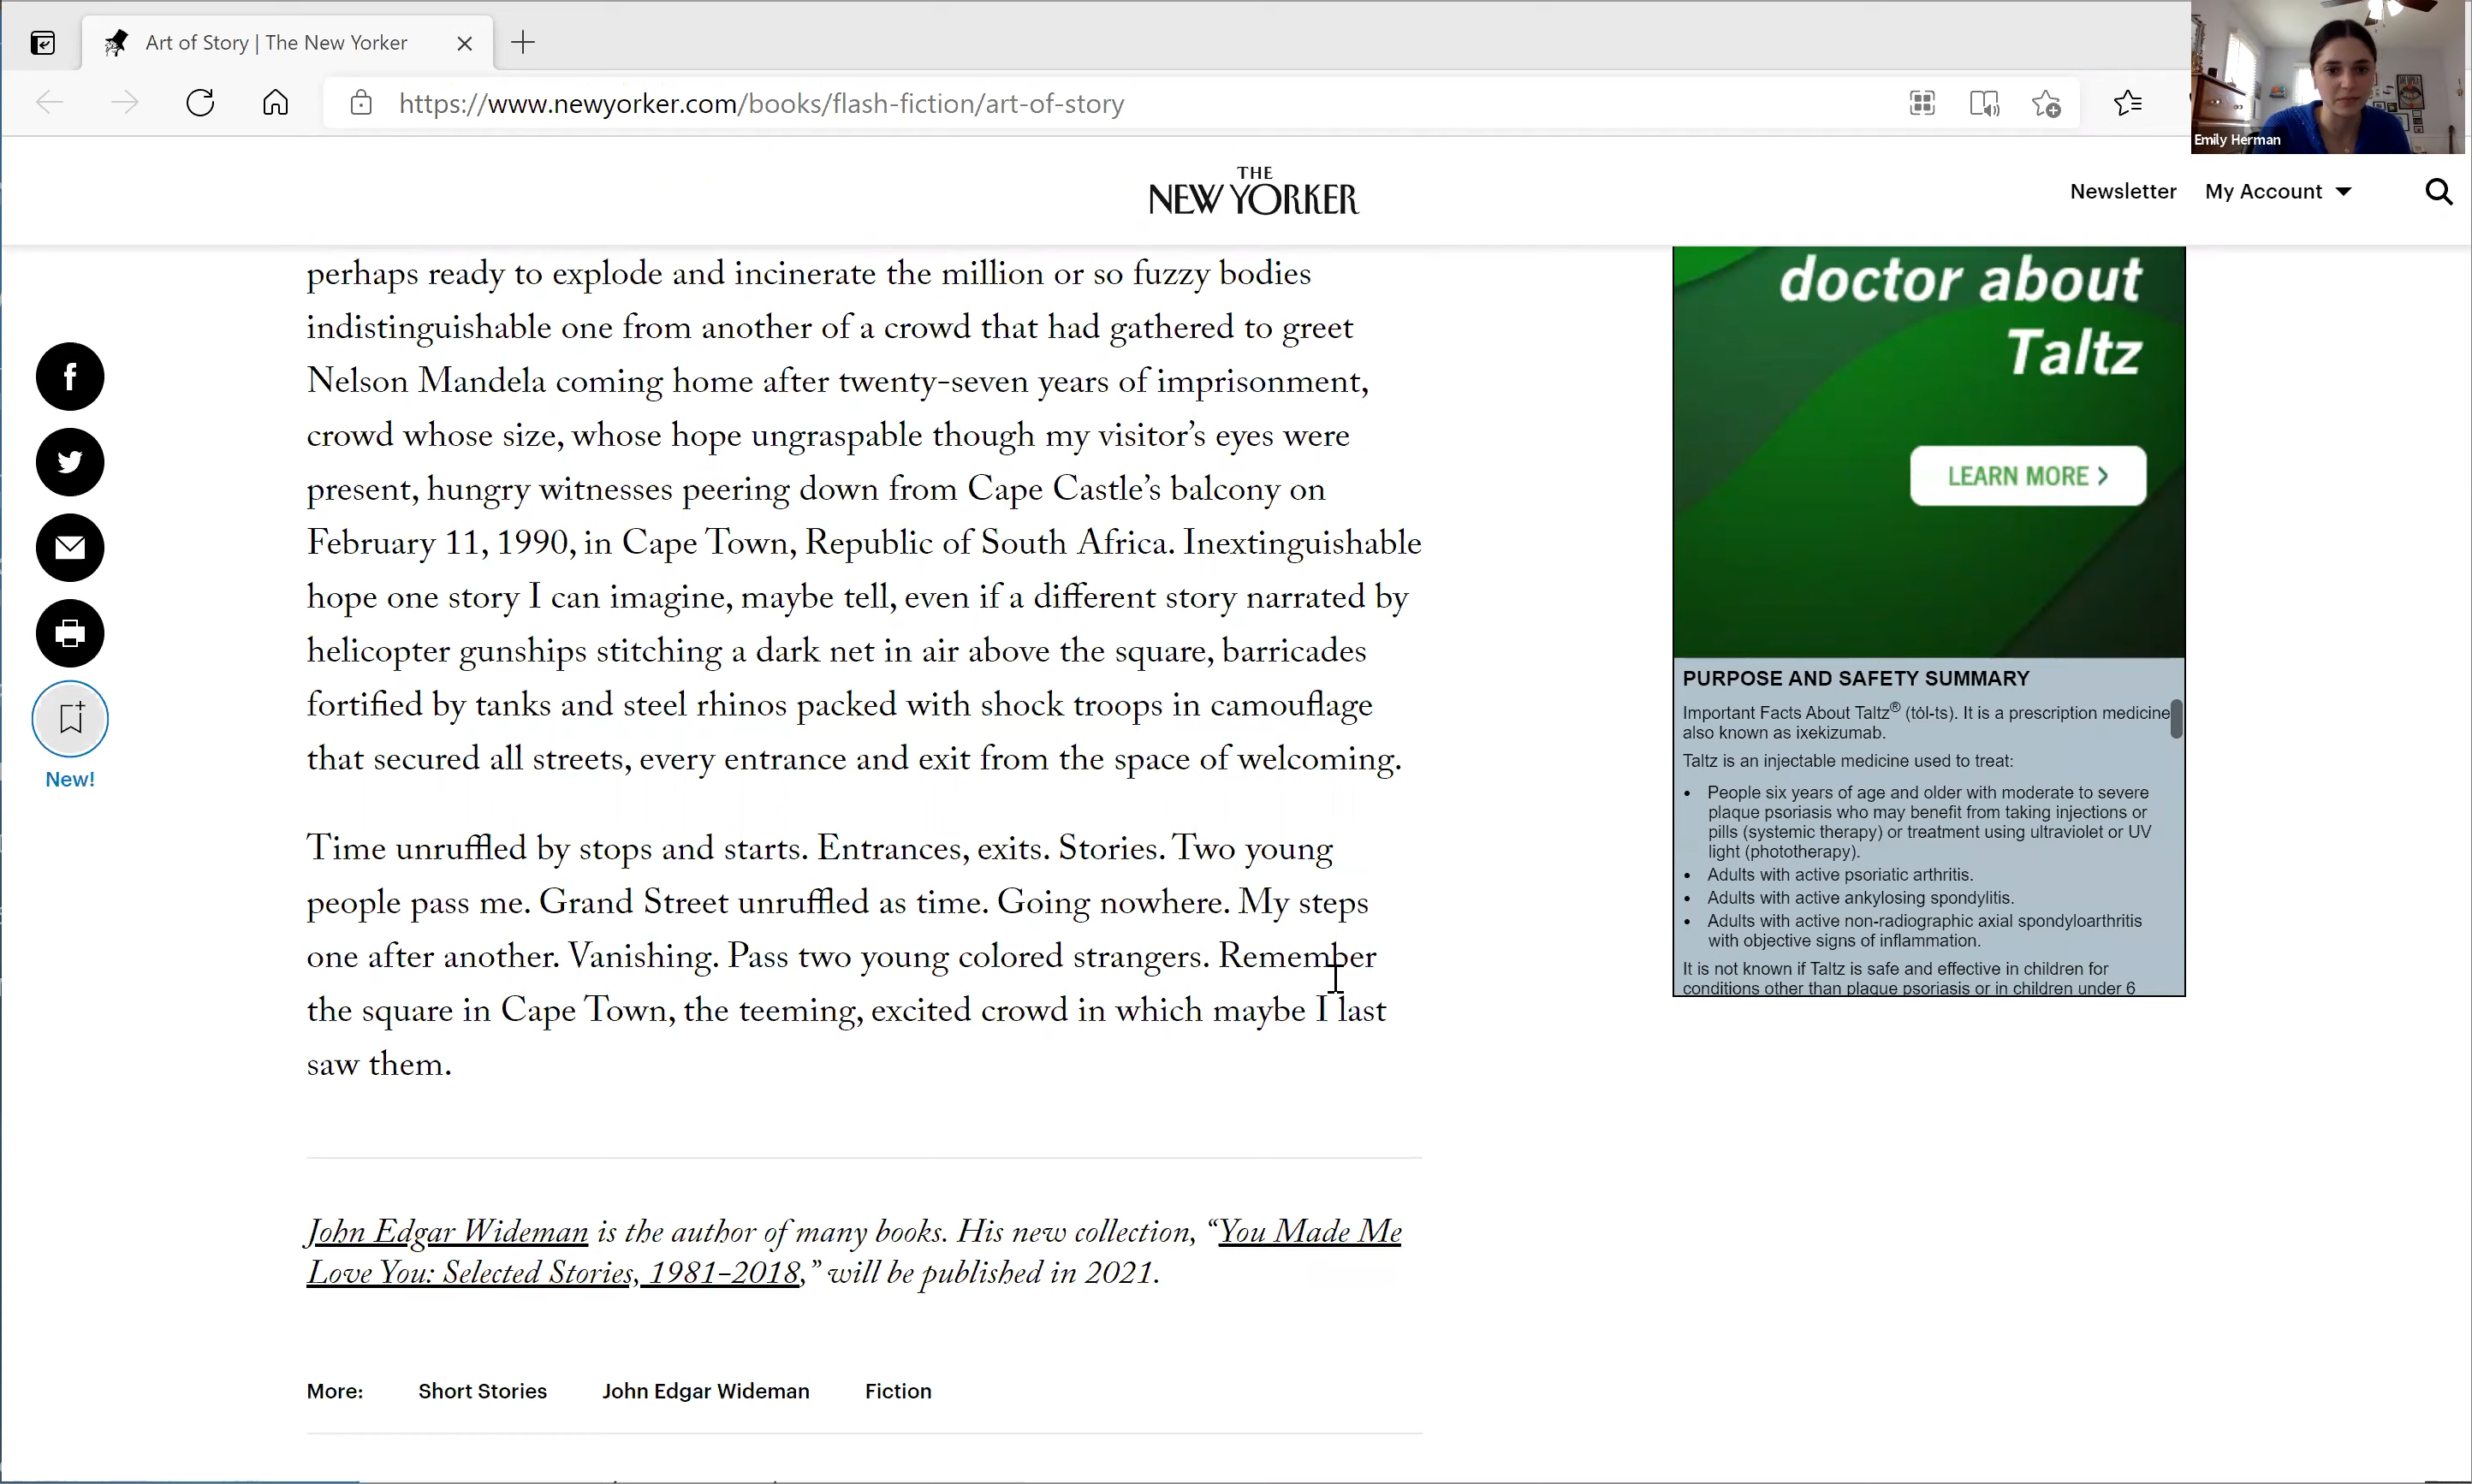 Art of Story | The New Yorker
https://www.newyorker.com/books/flash-fiction/art-of-story
Emily Herman
THE
NEW YORKER
Newsletter
My Account
perhaps ready to explode and incinerate the million or so fuzzy bodies
indistinguishable one from another of a crowd that had gathered to greet
Nelson Mandela coming home after twenty-seven years of imprisonment,
crowd whose size, whose hope ungraspable though my visitor’s eyes were
present, hungry witnesses peering down from Cape Castle’s balcony on
February 11, 1990, in Cape Town, Republic of South Africa. Inextinguishable
hope one story I can imagine, maybe tell, even if a different story narrated by
helicopter gunships stitching a dark net in air above the square, barricades
fortified by tanks and steel rhinos packed with shock troops in camouflage
that secured all streets, every entrance and exit from the space of welcoming.
Time unruffled by stops and starts. Entrances, exits. Stories. Two young
people pass me. Grand Street unruffled as time. Going nowhere. My steps
one after another. Vanishing. Pass two young colored strangers. Remember
the square in Cape Town, the teeming, excited crowd in which maybe I last
saw them.
John Edgar Wideman is the author of many books. His new collection, “You Made Me
Love You: Selected Stories, 1981–2018,” will be published in 2021.
More:
Short Stories
John Edgar Wideman
Fiction
New!
doctor about
Taltz
LEARN MORE >
PURPOSE AND SAFETY SUMMARY
Important Facts About Taltz® (tȯl-ts). It is a prescription medicine
also known as ixekizumab.
Taltz is an injectable medicine used to treat:
• People six years of age and older with moderate to severe
plaque psoriasis who may benefit from taking injections or
pills (systemic therapy) or treatment using ultraviolet or UV
light (phototherapy).
• Adults with active psoriatic arthritis.
• Adults with active ankylosing spondylitis.
• Adults with active non-radiographic axial spondyloarthritis
with objective signs of inflammation.
It is not known if Taltz is safe and effective in children for
conditions other than plaque psoriasis or in children under 6